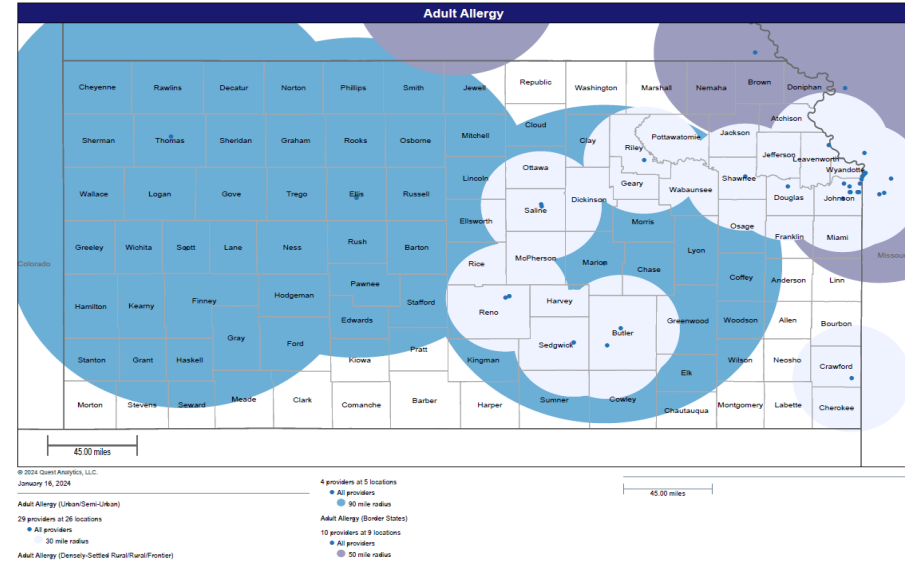 Adult Allergy
Republic Washington Marshall Nemaha Brown Doniphan
Cheyenne Rawlins Decatur Norton Phillips Smith Jewell
Atchison
Cloud
Sherman Thomas Sheridan Graham Rooks Osborne Mitchell Clay Riley Pottawatomie Jackson
Jefferson Leavenworth
Ottawa Wyandotte
Lincoln Geary Shawnee
Wallace Logan Gove Trego Ellis Russell Dickinson Wabaunsee Douglas Johnson
Saline
Ellsworth Morris Osage
Greeley Wichita Scott Lane Ness Rush Barton Franklin Miami
Colorado Rice McPherson Marion Chase Lyon Missouri
Coffey Anderson Linn
Pawnee
Hamilton Kearny Finney Hodgeman Stafford Reno Harvey
Edwards Greenwood Woodson Allen Bourbon
Gray Ford Sedgwick Butler
Stanton Grant Haskell Kiowa Pratt Kingman Elk Wilson Neosho Crawford
Morton Stevens Seward Meade Clark Comanche Barber Harper Sumner Cowley Chautauqua Montgomery Labette Cherokee
45.00 miles
© 2024 Quest Analytics, LLC.
January 16, 2024
Adult Allergy (Urban/Semi-Urban)
29 providers at 26 locations
All providers
30 mile radius
Adult Allergy (Densely-Settled Rural/Rural/Frontier)
4 providers at 5 locations
All providers
90 mile radius
Adult Allergy (Border States)
10 providers at 9 locations
All providers
50 mile radius
45.00 miles